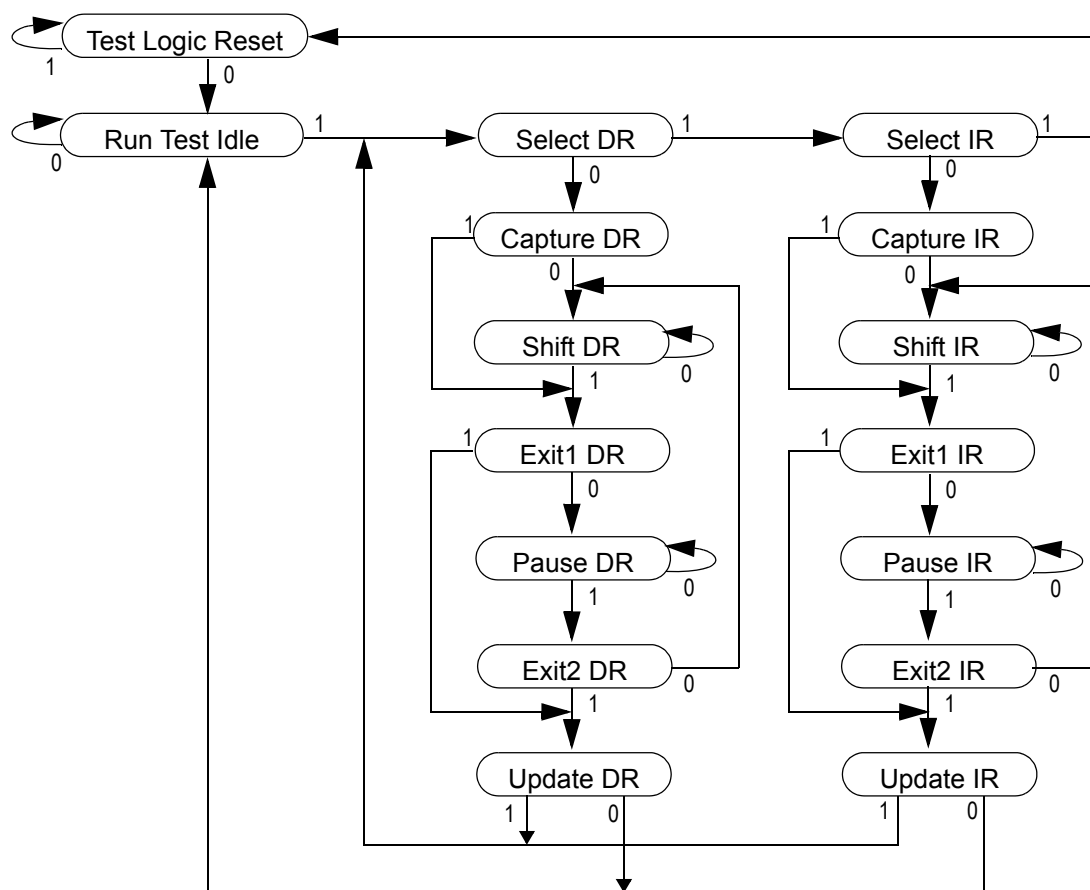 Test Logic Reset
1
0
Run Test Idle
1
0
Select DR
1
0
Select IR
1
0
Capture DR
1
0
Capture IR
1
0
Shift DR
0
1
Shift IR
0
1
Exit1 DR
1
0
Exit1 IR
1
0
Pause DR
0
1
Pause IR
0
1
Exit2 DR
0
1
Exit2 IR
0
1
Update DR
1
0
Update IR
1
0